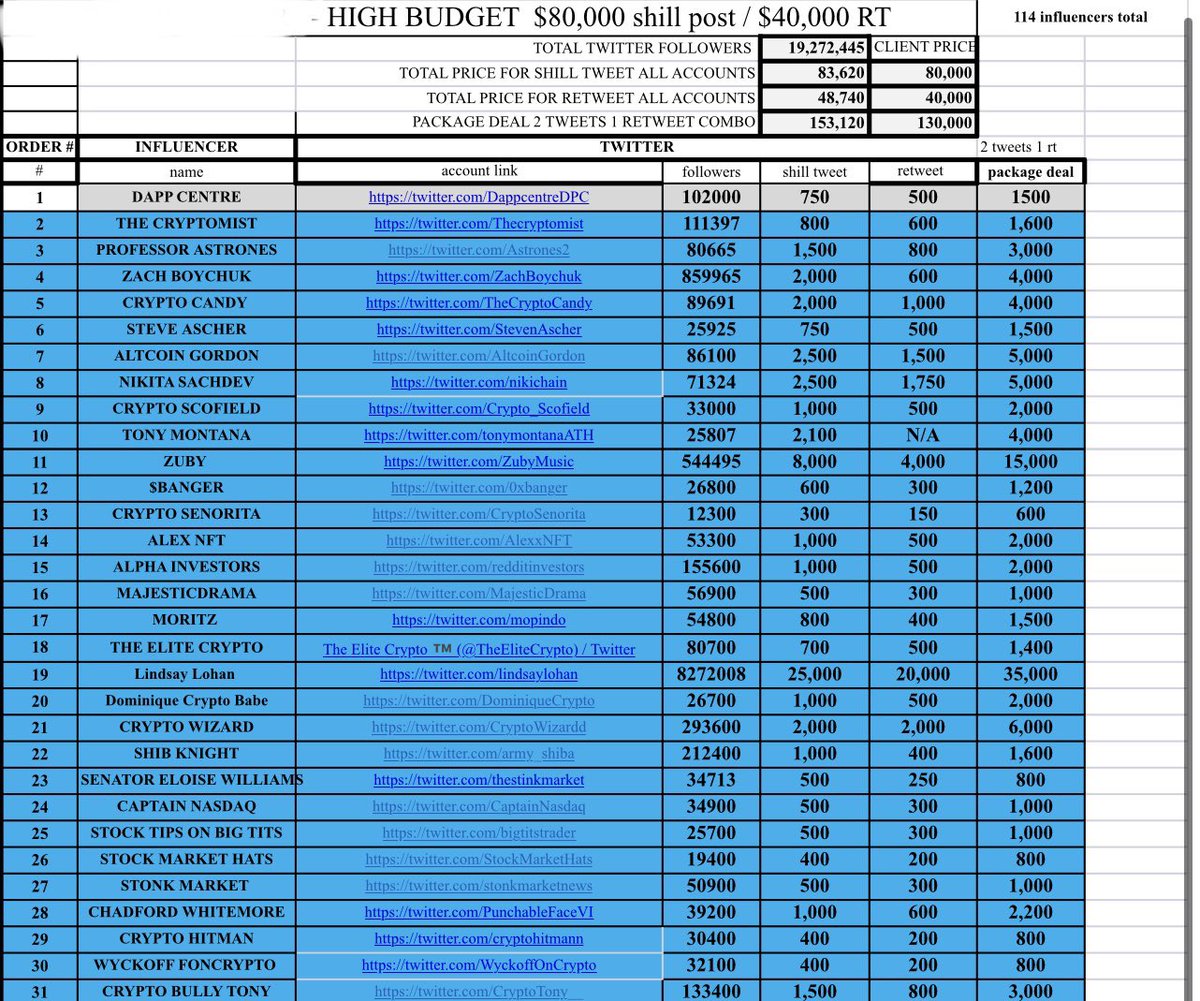 - HIGH BUDGET $80,000 shill post / $40,000 RT 114 influencers total
TOTAL TWITTER FOLLOWERS 19,272,445 CLIENT PRICE
TOTAL PRICE FOR SHILL TWEET ALL ACCOUNTS 83,620 80,000
TOTAL PRICE FOR RETWEET ALL ACCOUNTS 48,740 40,000
PACKAGE DEAL 2 TWEETS 1 RETWEET COMBO 153,120 130,000
ORDER # INFLUENCER TWITTER 2 tweets 1 rt
# name account link followers shill tweet retweet package deal
1 DAPP CENTRE https://twitter.com/DappcentreDPC 102000 750 500 1500
2 THE CRYPTOMIST https://twitter.com/Thecryptomist 111397 800 600 1,600
3 PROFESSOR ASTRONES https://twitter.com/Astrones2 80665 1,500 800 3,000
4 ZACH BOYCHUK https://twitter.com/ZachBoychuk 859965 2,000 600 4,000
5 CRYPTO CANDY https://twitter.com/TheCryptoCandy 89691 2,000 1,000 4,000
6 STEVE ASCHER https://twitter.com/StevenAscher 25925 750 500 1,500
7 ALTCOIN GORDON https://twitter.com/AltcoinGordon 86100 2,500 1,500 5,000
8 NIKITA SACHDEV https://twitter.com/nikichain 71324 2,500 1,750 5,000
9 CRYPTO SCOFIELD https://twitter.com/Crypto_Scofield 33000 1,000 500 2,000
10 TONY MONTANA https://twitter.com/tonymontanaATH 25807 2,100 N/A 4,000
11 ZUBY https://twitter.com/ZubyMusic 544495 8,000 4,000 15,000
12 $BANGER https://twitter.com/0xbanger 26800 600 300 1,200
13 CRYPTO SENORITA https://twitter.com/CryptoSenorita 12300 300 150 600
14 ALEX NFT https://twitter.com/AlexxNFT 53300 1,000 500 2,000
15 ALPHA INVESTORS https://twitter.com/redditinvestors 155600 1,000 500 2,000
16 MAJESTICDRAMA https://twitter.com/MajesticDrama 56900 500 300 1,000
17 MORITZ https://twitter.com/mopindo 54800 800 400 1,500
18 THE ELITE CRYPTO The Elite Crypto ™️ (@TheEliteCrypto) / Twitter 80700 700 500 1,400
19 Lindsay Lohan https://twitter.com/lindsaylohan 8272008 25,000 20,000 35,000
20 Dominique Crypto Babe https://twitter.com/DominiqueCrypto 26700 1,000 500 2,000
21 CRYPTO WIZARD https://twitter.com/CryptoWizardd 293600 2,000 2,000 6,000
22 SHIB KNIGHT https://twitter.com/army_shiba 212400 1,000 400 1,600
23 SENATOR ELOISE WILLIAMS https://twitter.com/thestinkmarket 34713 500 250 800
24 CAPTAIN NASDAQ https://twitter.com/CaptainNasdaq 34900 500 300 1,000
25 STOCK TIPS ON BIG TITS https://twitter.com/bigtitstrader 25700 500 300 1,000
26 STOCK MARKET HATS https://twitter.com/StockMarketHats 19400 400 200 800
27 STONK MARKET https://twitter.com/stonkmarketnews 50900 500 300 1,000
28 CHADFORD WHITEMORE https://twitter.com/PunchableFaceVI 39200 1,000 600 2,200
29 CRYPTO HITMAN https://twitter.com/cryptohitmann 30400 400 200 800
30 WYCKOFF FONCRYPTO https://twitter.com/WyckoffOnCrypto 32100 400 200 800
31 CRYPTO BULLY TONY https://twitter.com/CryptoTony__ 133400 1,500 800 3,000